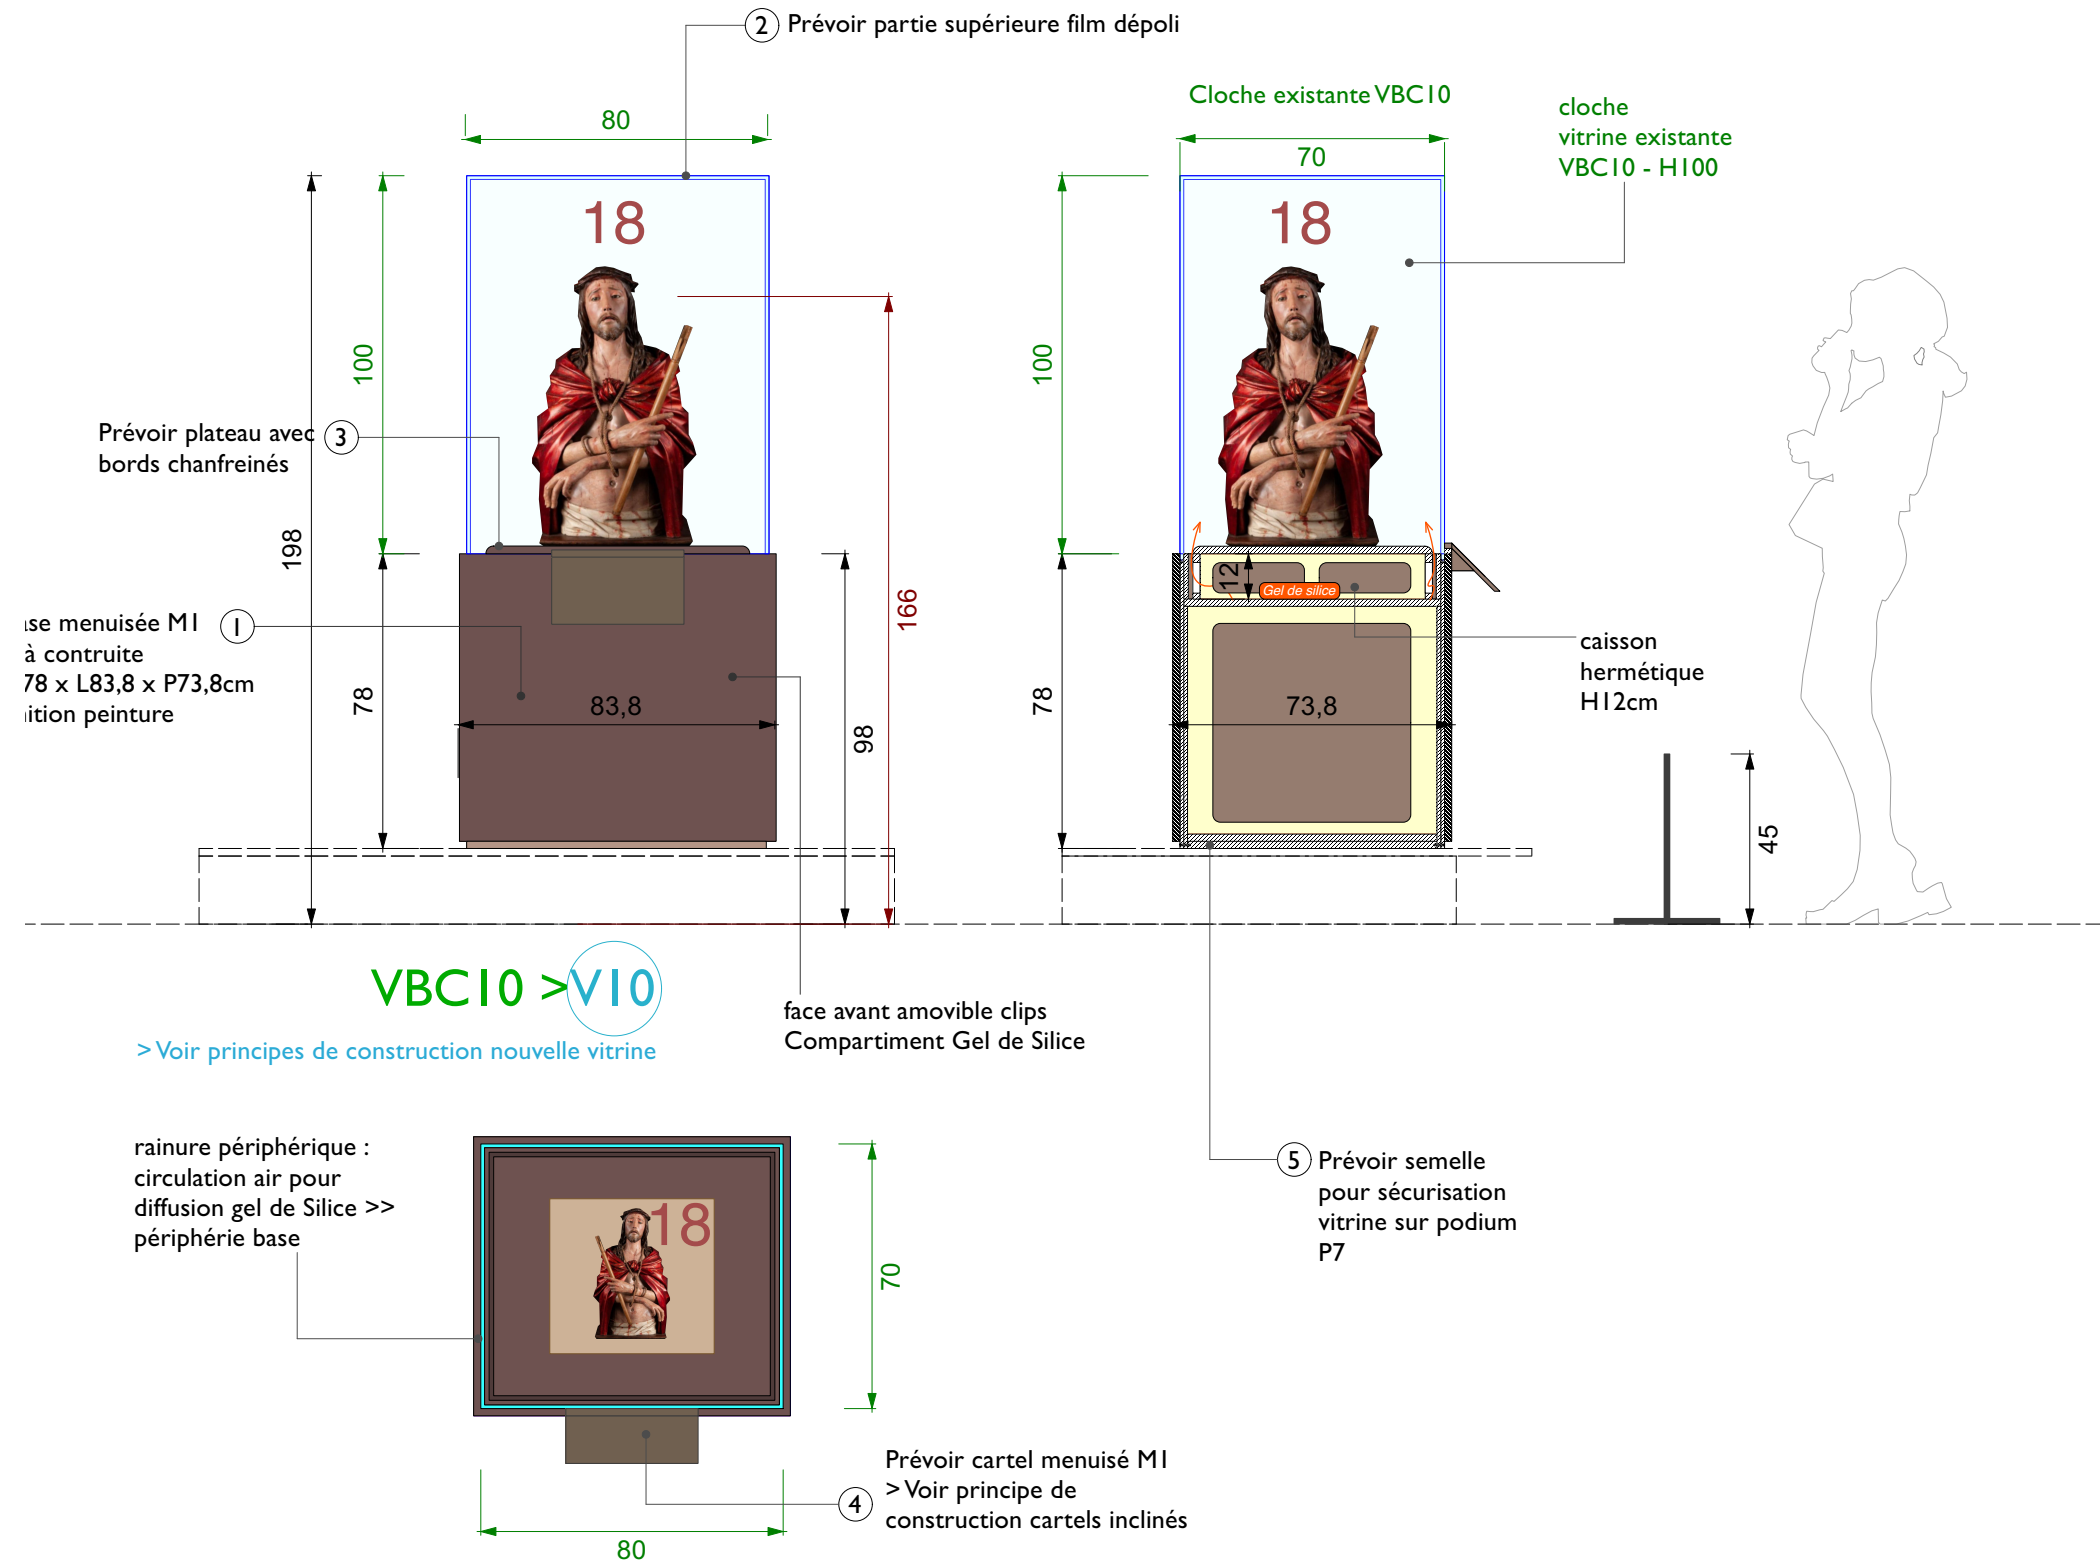 2 Prévoir partie supérieure film dépoli
Cloche existante VBC10
cloche
vitrine existante
VBC10 - H100
80
70
18
18
100
100
198
Prévoir plateau avec 3
bords chanfreinés
166
12
Gel de silice
menuisée M1 1
à contruite
78 x L83,8 x P73,8cm
peinture
78
83,8
98
78
73,8
caisson
hermétique
H12cm
45
VBC10 > V10
> Voir principes de construction nouvelle vitrine
face avant amovible clips
Compartiment Gel de Silice
rainure périphérique :
circulation air pour
diffusion gel de Silice >>
périphérie base
18
70
5 Prévoir semelle
pour sécurisation
vitrine sur podium
P7
4 Prévoir cartel menuisé M1
> Voir principe de
construction cartels inclinés
80